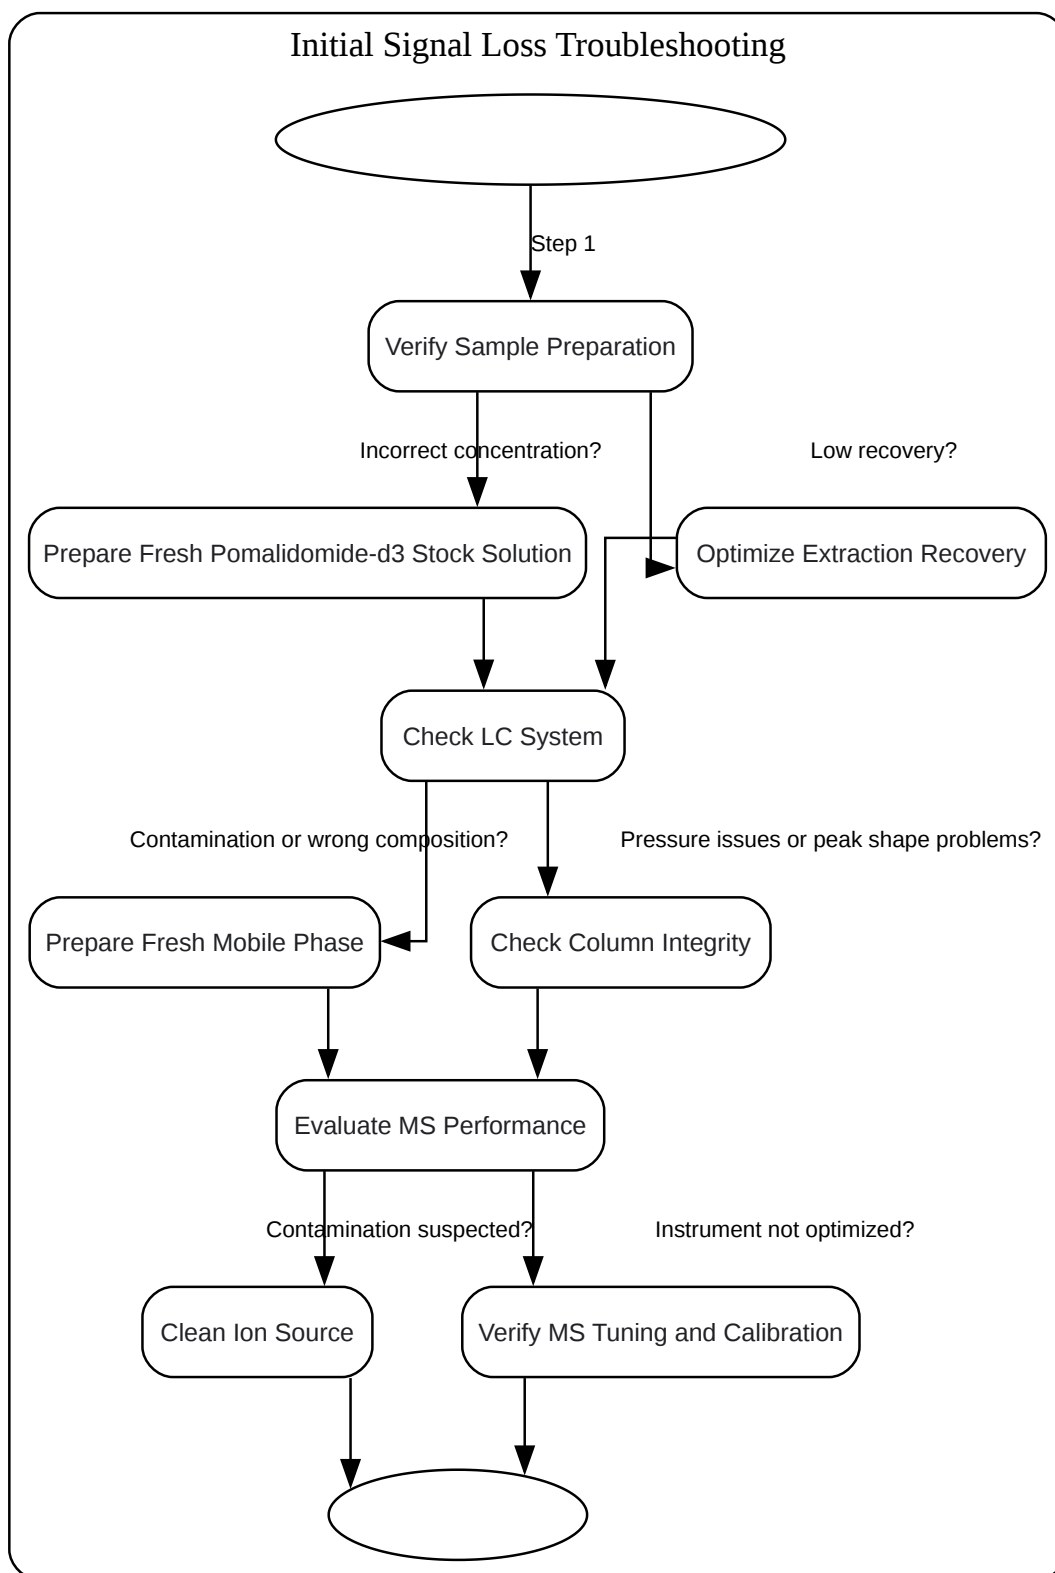 Initial Signal Loss Troubleshooting
Step 1
Verify Sample Preparation
Incorrect concentration?
Low recovery?
Prepare Fresh Pomalidomide-d3 Stock Solution
Optimize Extraction Recovery
Check LC System
Contamination or wrong composition?
Pressure issues or peak shape problems?
Prepare Fresh Mobile Phase
Check Column Integrity
Evaluate MS Performance
Contamination suspected?
Instrument not optimized?
Clean Ion Source
Verify MS Tuning and Calibration